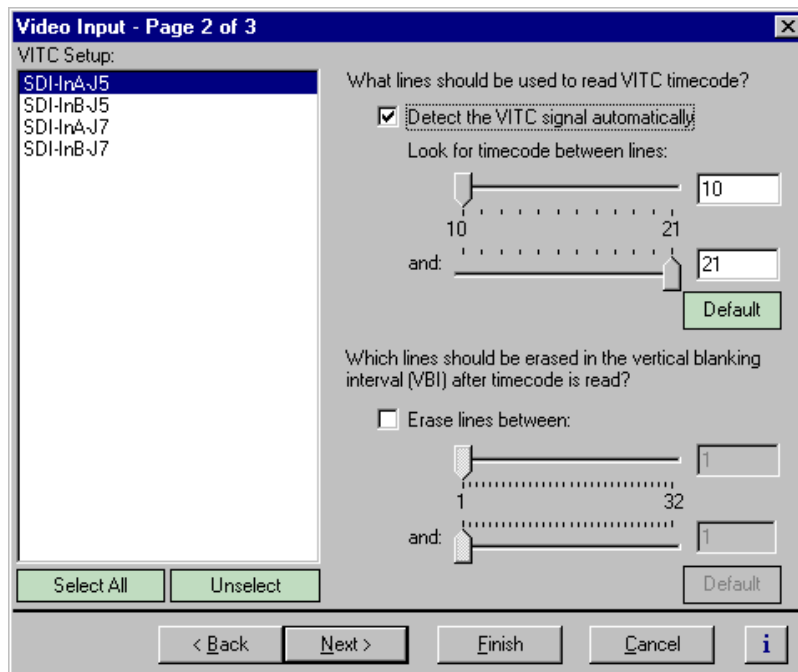 Video Input - Page 2 of 3
VITC Setup:
SDI-InA-J5
SDI-InB-J5
SDI-InA-J7
SDI-InB-J7
Select All
Unselect
What lines should be used to read VITC timecode?
Detect the VITC signal automatically
Look for timecode between lines:
10
10 21
and:
21
Default
Which lines should be erased in the vertical blanking
interval (VBI) after timecode is read?
Erase lines between:
1
1 32
and:
1
Default
< Back
Next >
Finish
Cancel
i